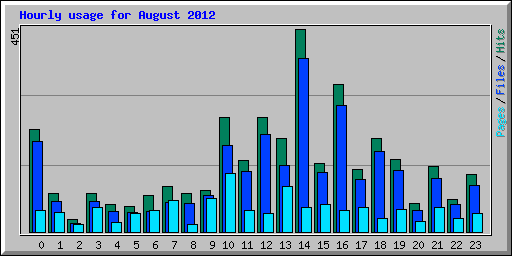 Hourly usage for August 2012
451
Pages/Files/Hits
0 1 2 3 4 5 6 7 8 9 10 11 12 13 14 15 16 17 18 19 20 21 22 23